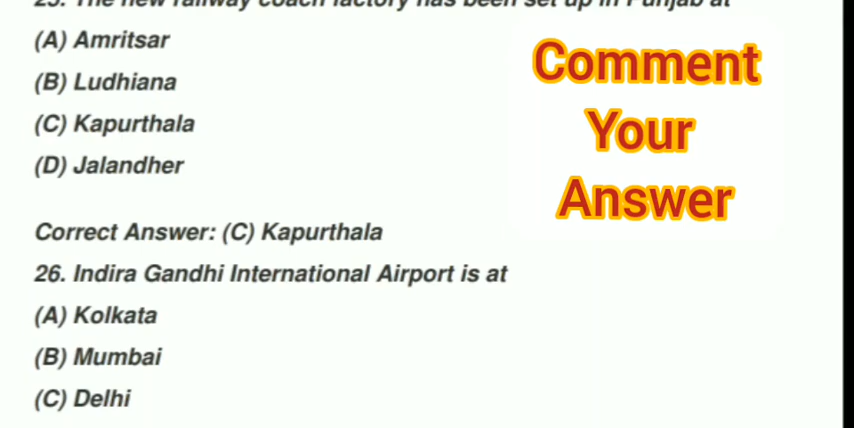 25. The new railway coach factory has been set up in Punjab at
(A) Amritsar
(B) Ludhiana
(C) Kapurthala
(D) Jalandher
Comment
Your
Answer
Correct Answer: (C) Kapurthala
26. Indira Gandhi International Airport is at
(A) Kolkata
(B) Mumbai
(C) Delhi